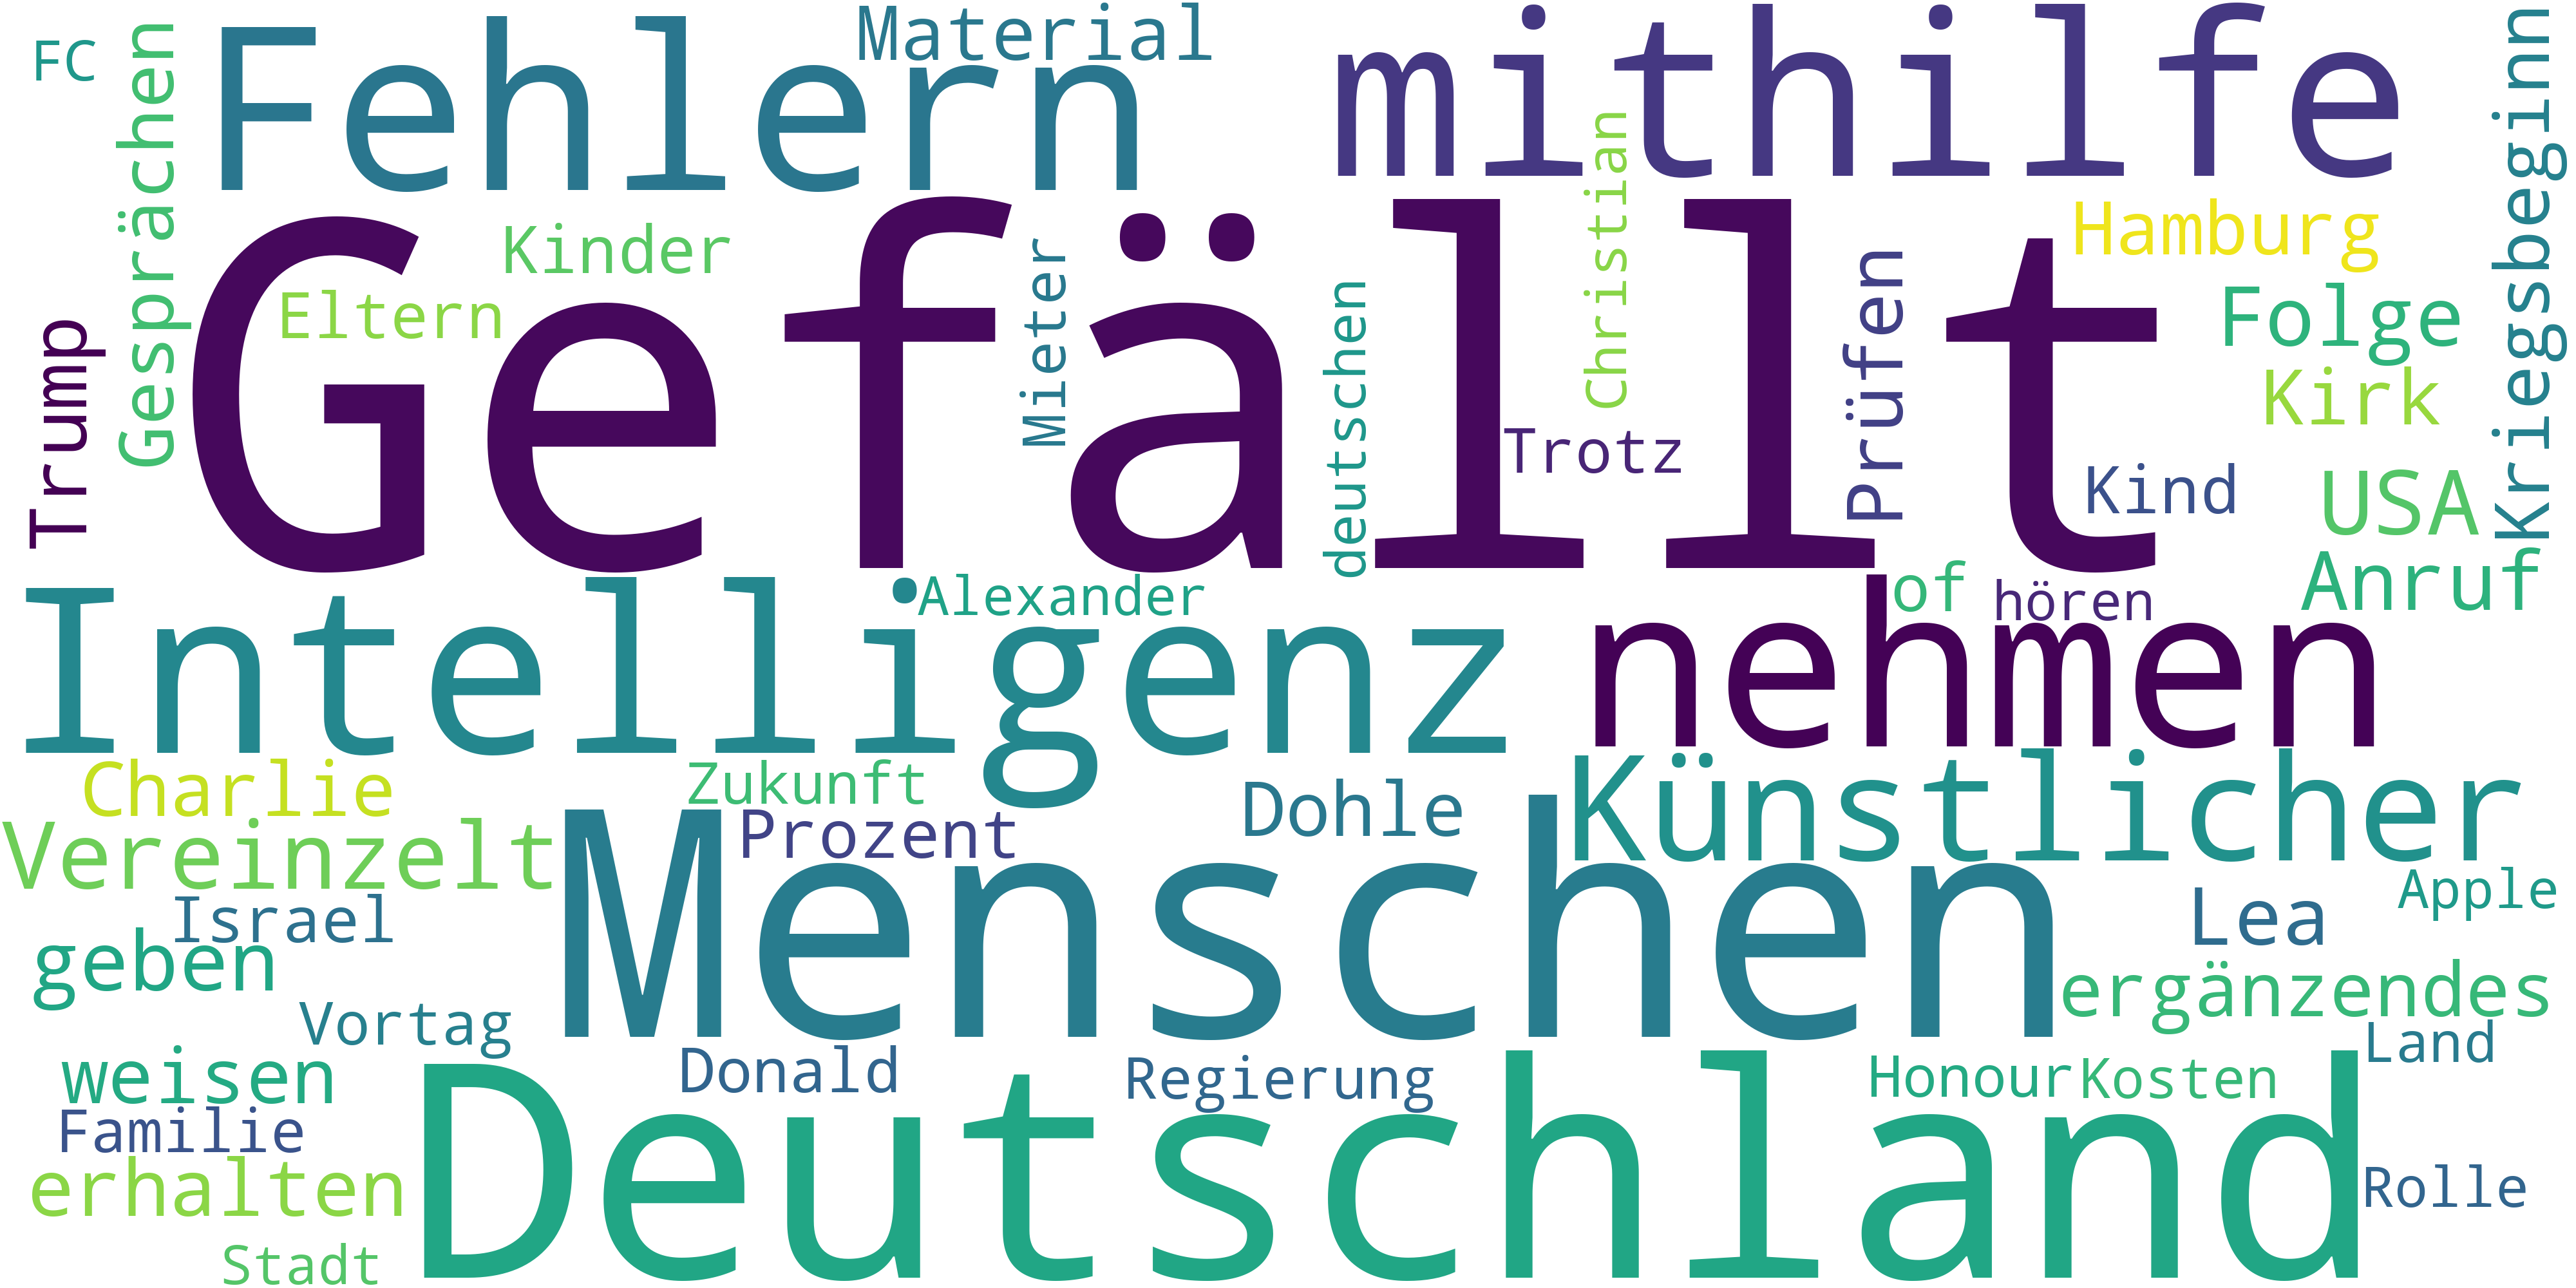 FC
Gesprächen
Fehlern
Material
mithilfe
Kriegsbeginn
Christian
Hamburg
Kinder
Eltern
Mieter
Gefällt
deutschen
Prüfen
Folge
Trump
Trotz
Kirk
Kind
USA
Anruf
Intelligenz
Alexander
of
hören
nehmen
Charlie
Zukunft
Dohle
Künstlicher
Vereinzelt
Prozent
Menschen
Apple
Israel
Lea
geben
ergänzendes
Vortag
Land
weisen
Donald
Regierung
Honour
Kosten
Familie
Deutschland
erhalten
Rolle
Stadt